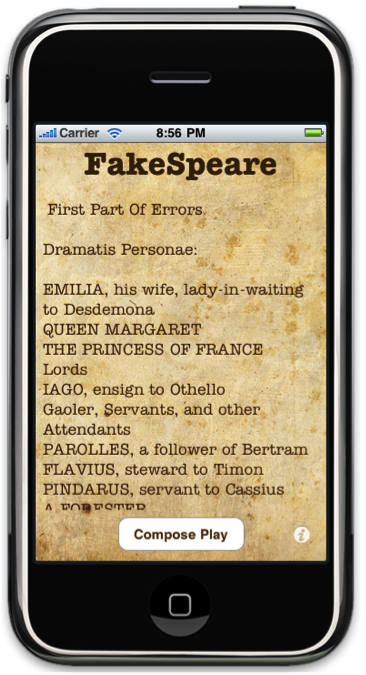 Carrier 8:56 PM
FakeSpeare
First Part Of Errors
Dramatis Personae:
EMILIA, his wife, lady-in-waiting
to Desdemona
QUEEN MARGARET
THE PRINCESS OF FRANCE
Lords
IAGO, ensign to Othello
Gaoler, Servants, and other
Attendants
PAROLLES, a follower of Bertram
FLAVIUS, steward to Timon
PINDARUS, servant to Cassius
A FORESTER
Compose Play
i